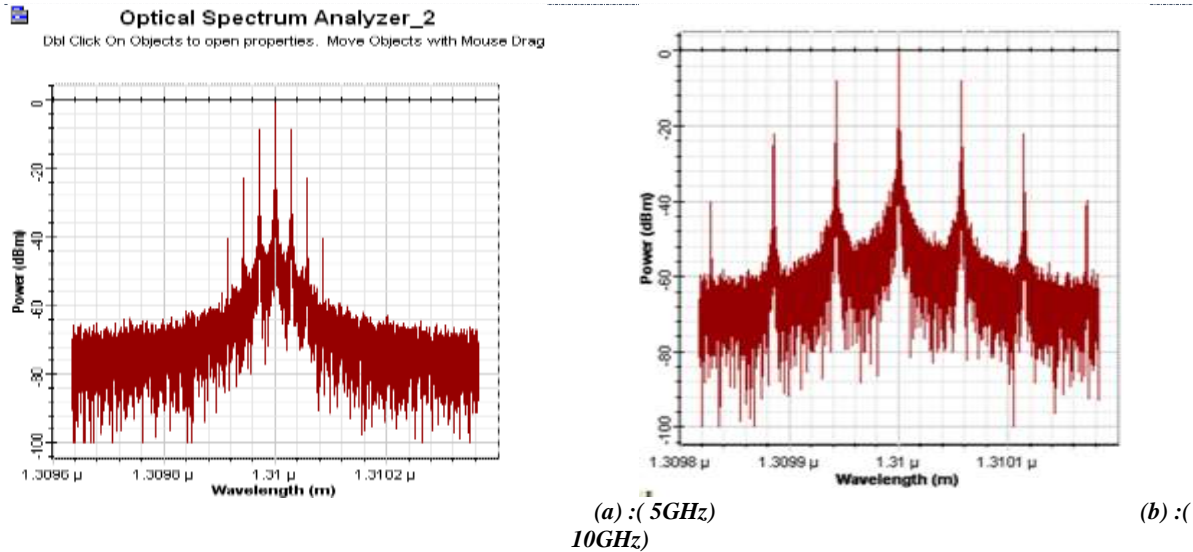 Optical Spectrum Analyzer_2
Dbl Click On Objects to open properties. Move Objects with Mouse Drag
0
-20
-40
-60
-80
-100
Power (dBm)
1.3096 µ 1.3098 µ 1.31 µ 1.3102 µ
Wavelength (m)
0
-20
-40
-60
-80
-100
Power (dBm)
1.3098 µ 1.3099 µ 1.31 µ 1.3101 µ
Wavelength (m)
(a) :( 5GHz) (b) :(
10GHz)